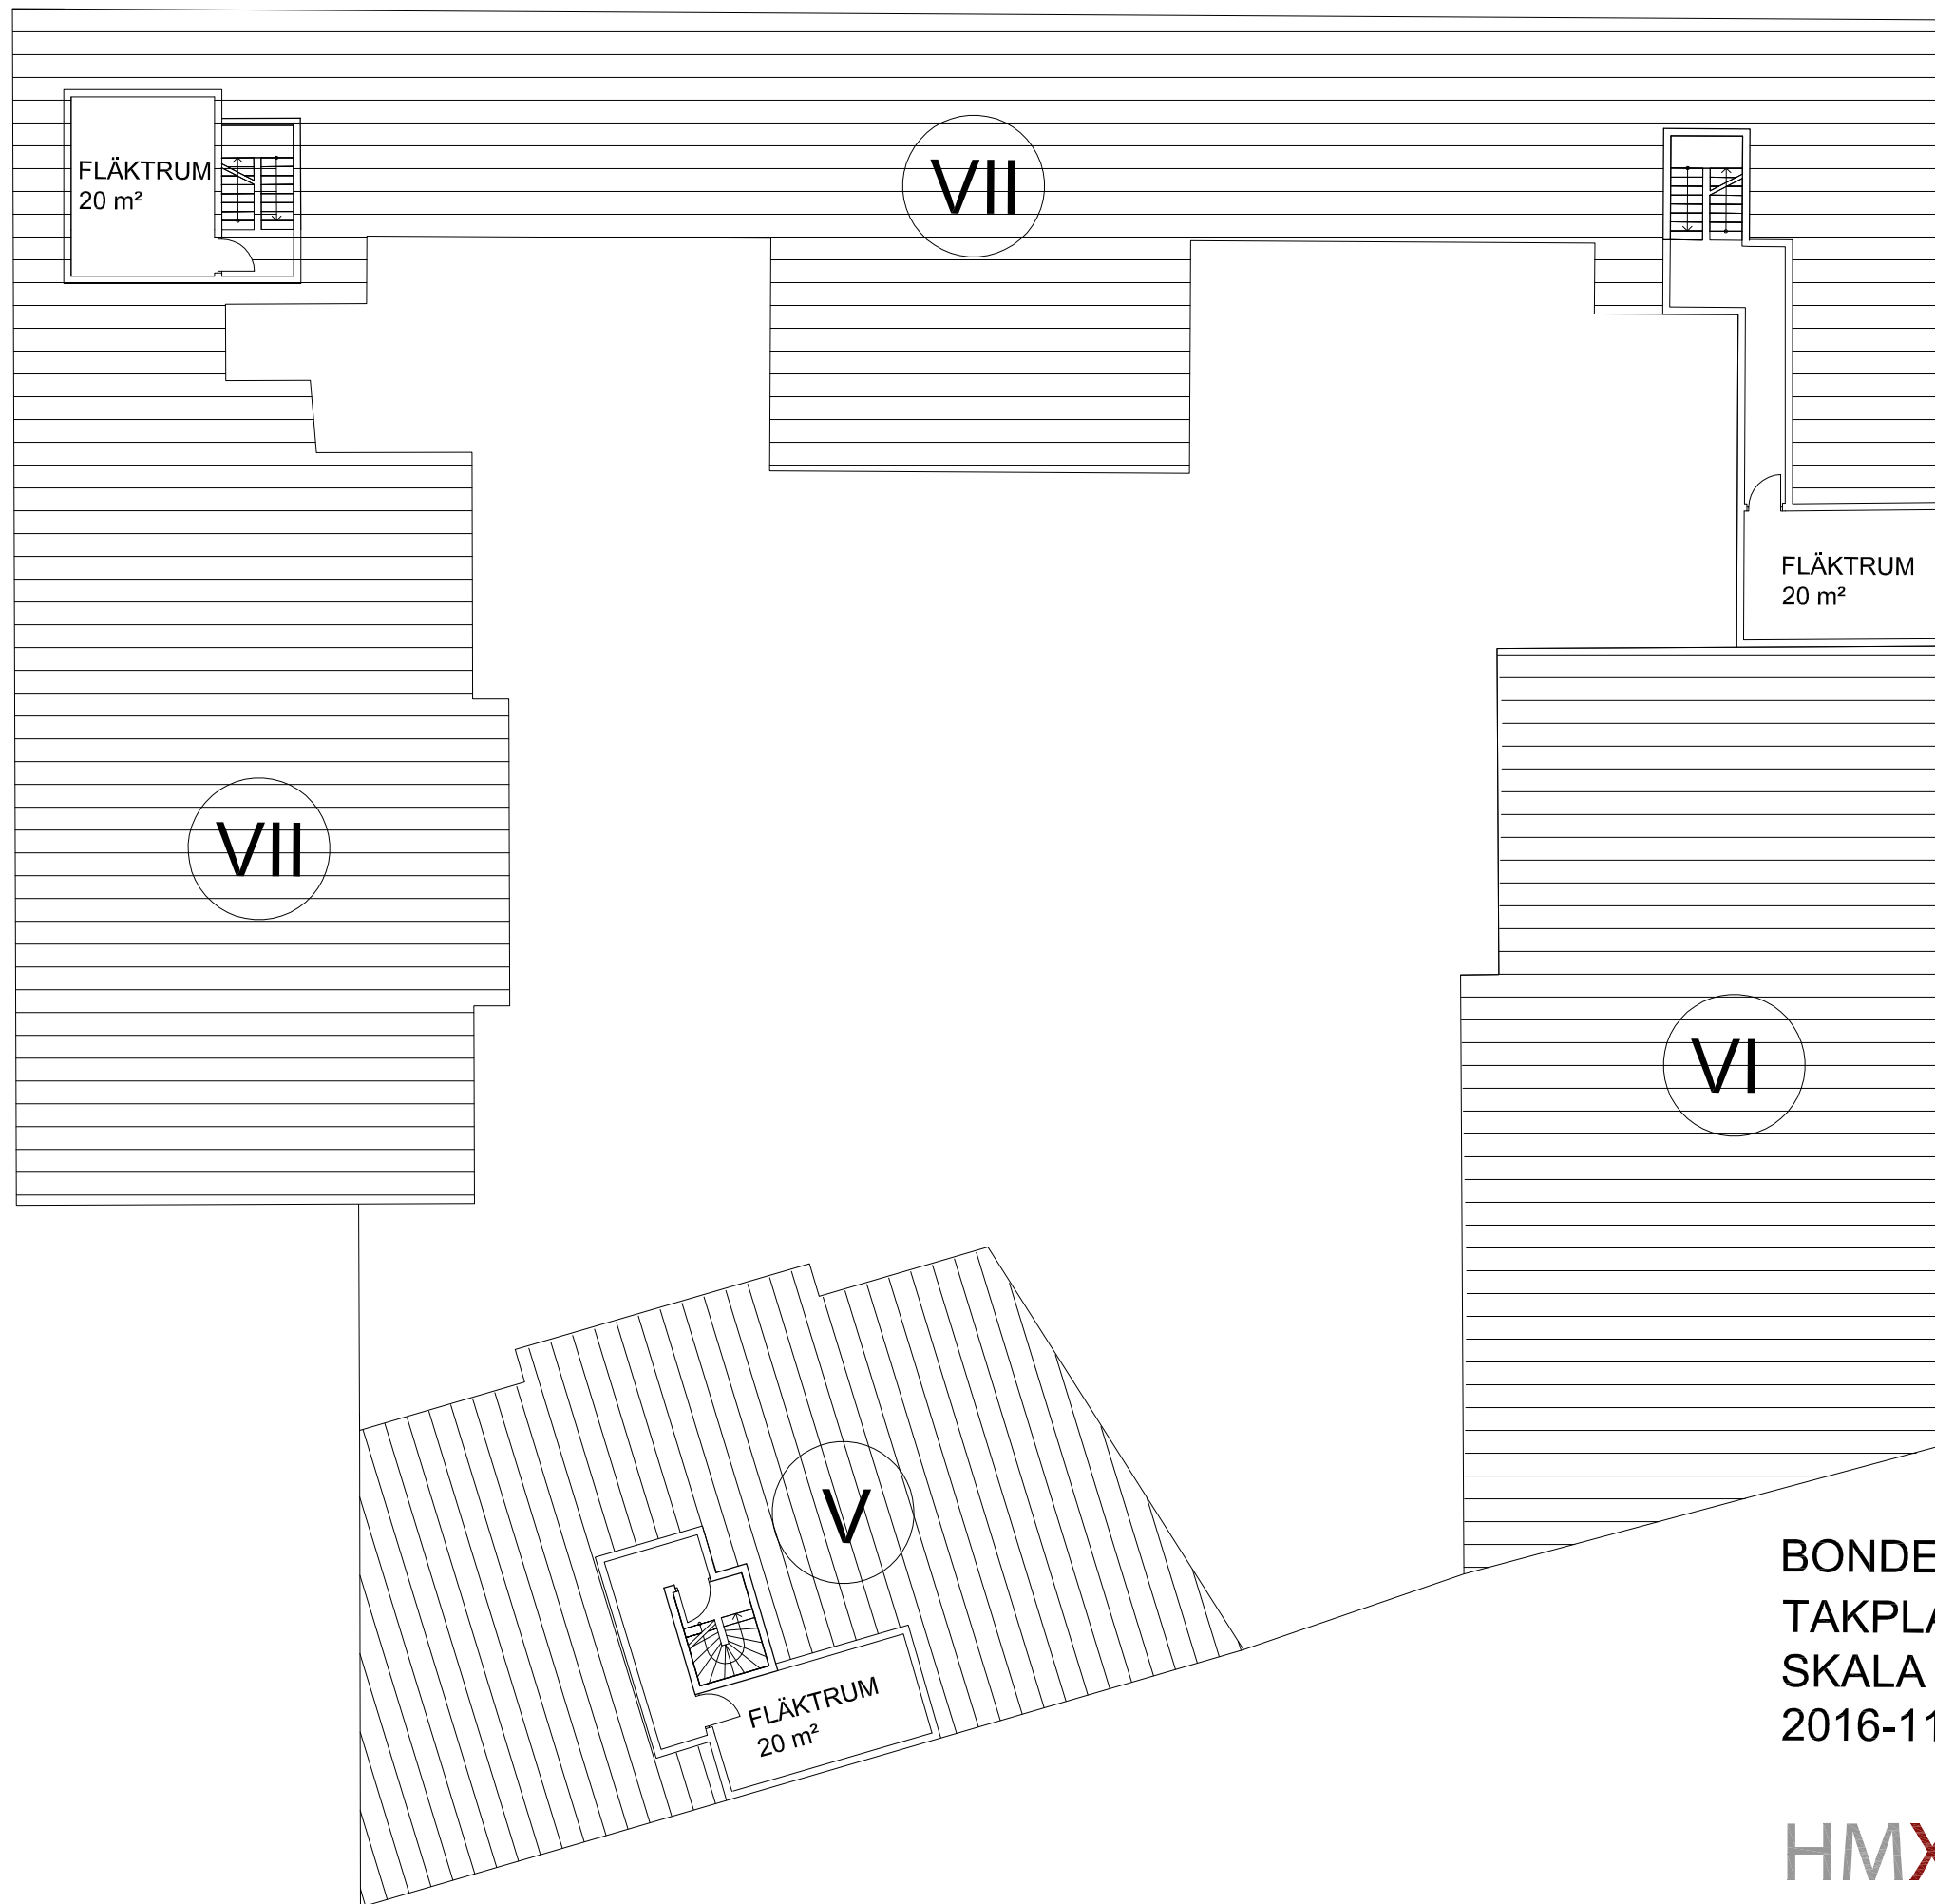 FLÄKTRUM
20 m²
VII
FLÄKTRUM
20 m²
VII
VI
V
FLÄKTRUM
20 m²
BONDE
TAKPLA
SKALA
2016-11
HMX